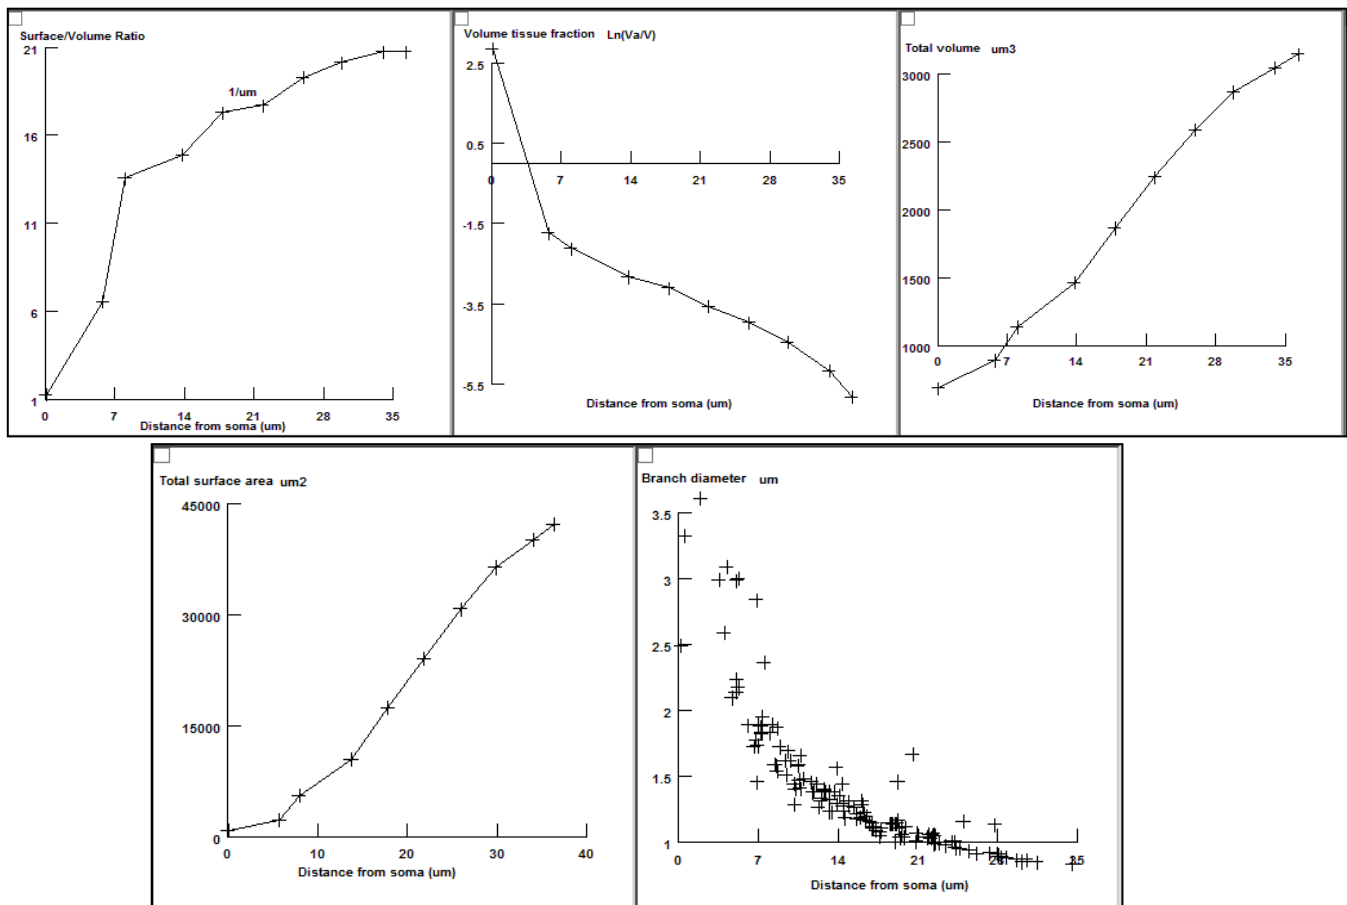 Surface/Volume Ratio
21
1/um
16
11
6
1
0 7 14 21 28 35
Distance from soma (um)
Volume tissue fraction Ln(Va/V)
2.5
0.5
0 7 14 21 28 35
-1.5
-3.5
-5.5
Distance from soma (um)
Total volume um3
3000
2500
2000
1500
1000
0 7 14 21 28 35
Distance from soma (um)
Total surface area um2
45000
30000
15000
0
0 10 20 30 40
Distance from soma (um)
Branch diameter um
3.5
3
2.5
2
1.5
1
0 7 14 21 28 35
Distance from soma (um)